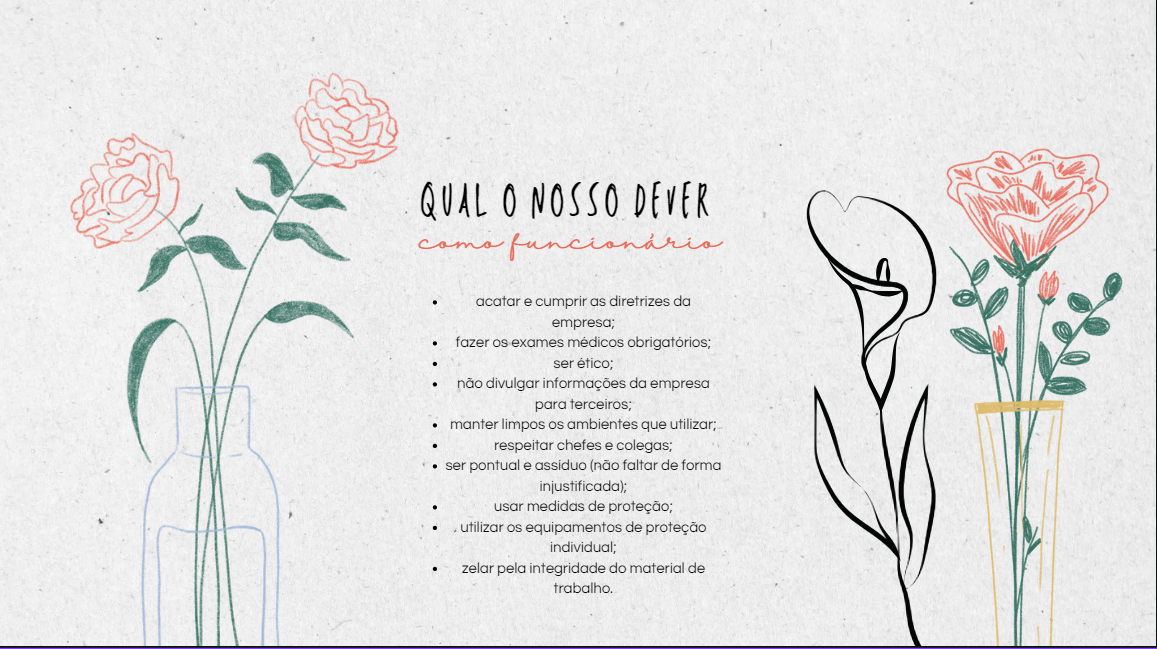 QUAL O NOSSO DEVER
como funcionário
• acatar e cumprir as diretrizes da
empresa;
• fazer os exames médicos obrigatórios;
• ser ético;
• não divulgar informações da empresa
para terceiros;
• manter limpos os ambientes que utilizar;
• respeitar chefes e colegas;
• ser pontual e assíduo (não faltar de forma
injustificada);
• usar medidas de proteção;
• utilizar os equipamentos de proteção
individual;
• zelar pela integridade do material de
trabalho.